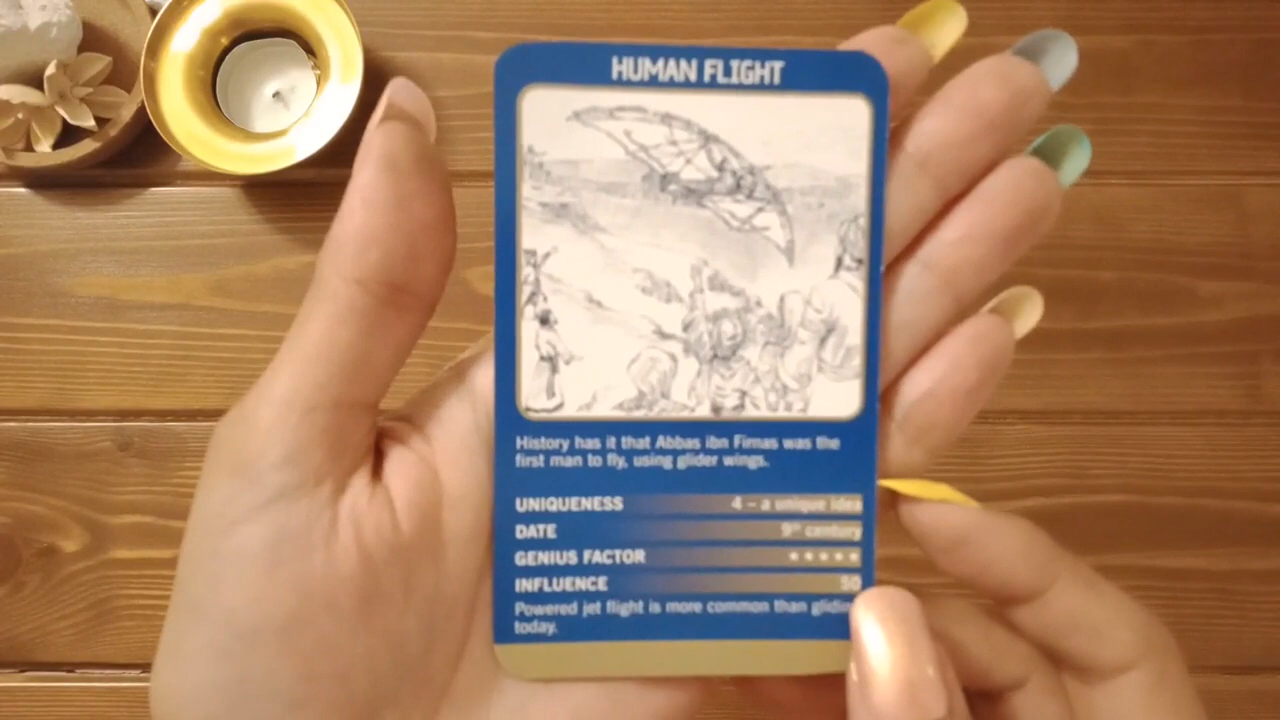 HUMAN FLIGHT
History has it that Abbas ibn Firnas was the
first man to fly, using glider wings.
UNIQUENESS 4 – a unique idea
DATE 9th century
GENIUS FACTOR ★★★★★
INFLUENCE 50
Powered jet flight is more common than
today.